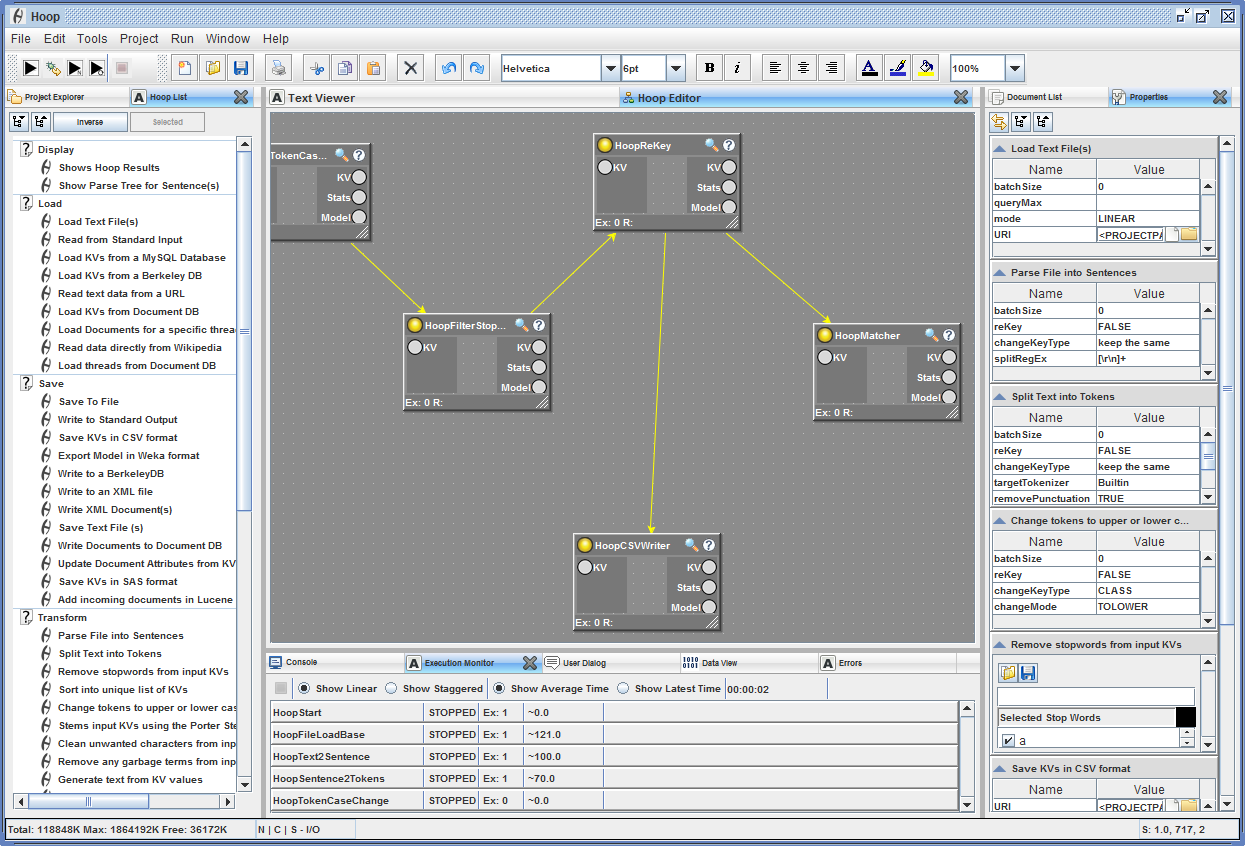 Hoop
File Edit Tools Project Run Window Help
Helvetica 6pt B i A 100%
Project Explorer
A Hoop List
Inverse Selected
Display
Shows Hoop Results
Show Parse Tree for Sentence(s)
Load
Load Text File(s)
Read from Standard Input
Load KVs from a MySQL Database
Load KVs from a Berkeley DB
Read text data from a URL
Load KVs from Document DB
Load Documents for a specific threa
Read data directly from Wikipedia
Load threads from Document DB
Save
Save To File
Write to Standard Output
Save KVs in CSV format
Export Model in Weka format
Write to a BerkeleyDB
Write to an XML file
Write XML Document(s)
Save Text File (s)
Write Documents to Document DB
Update Document Attributes from KV
Save KVs in SAS format
Add incoming documents in Lucene
Transform
Parse File into Sentences
Split Text into Tokens
Remove stopwords from input KVs
Sort into unique list of KVs
Change tokens to upper or lower cas
Stems input KVs using the Porter Ste
Clean unwanted characters from inp
Remove any garbage terms from inp
Generate text from KV values
A Text Viewer
Hoop Editor
TokenCas... ?
KV
Stats
Model
HoopReKey ?
KV KV
Stats
Model
Ex: 0 R:
HoopFilterStop... ?
KV KV
Stats
Model
Ex: 0 R:
HoopMatcher ?
KV KV
Stats
Model
Ex: 0 R:
HoopCSVWriter ?
KV KV
Stats
Model
Ex: 0 R:
Console
A Execution Monitor
User Dialog
1010 0101 Data View
A Errors
Show Linear Show Staggered Show Average Time Show Latest Time 00:00:02
HoopStart STOPPED Ex: 1 ~0.0
HoopFileLoadBase STOPPED Ex: 1 ~121.0
HoopText2Sentence STOPPED Ex: 1 ~100.0
HoopSentence2Tokens STOPPED Ex: 1 ~70.0
HoopTokenCaseChange STOPPED Ex: 0 ~0.0
Document List
Properties
Load Text File(s)
Name Value
batchSize 0
queryMax
mode LINEAR
URI <PROJECTPA
Parse File into Sentences
Name Value
batchSize 0
reKey FALSE
changeKeyType keep the same
splitRegEx [\r\n]+
Split Text into Tokens
Name Value
batchSize 0
reKey FALSE
changeKeyType keep the same
targetTokenizer Builtin
removePunctuation TRUE
Change tokens to upper or lower c...
Name Value
batchSize 0
reKey FALSE
changeKeyType CLASS
changeMode TOLOWER
Remove stopwords from input KVs
Selected Stop Words
a
Save KVs in CSV format
Name Value
URI <PROJECTPA
Total: 118848K Max: 1864192K Free: 36172K
N | C | S - I/O
S: 1.0, 717, 2